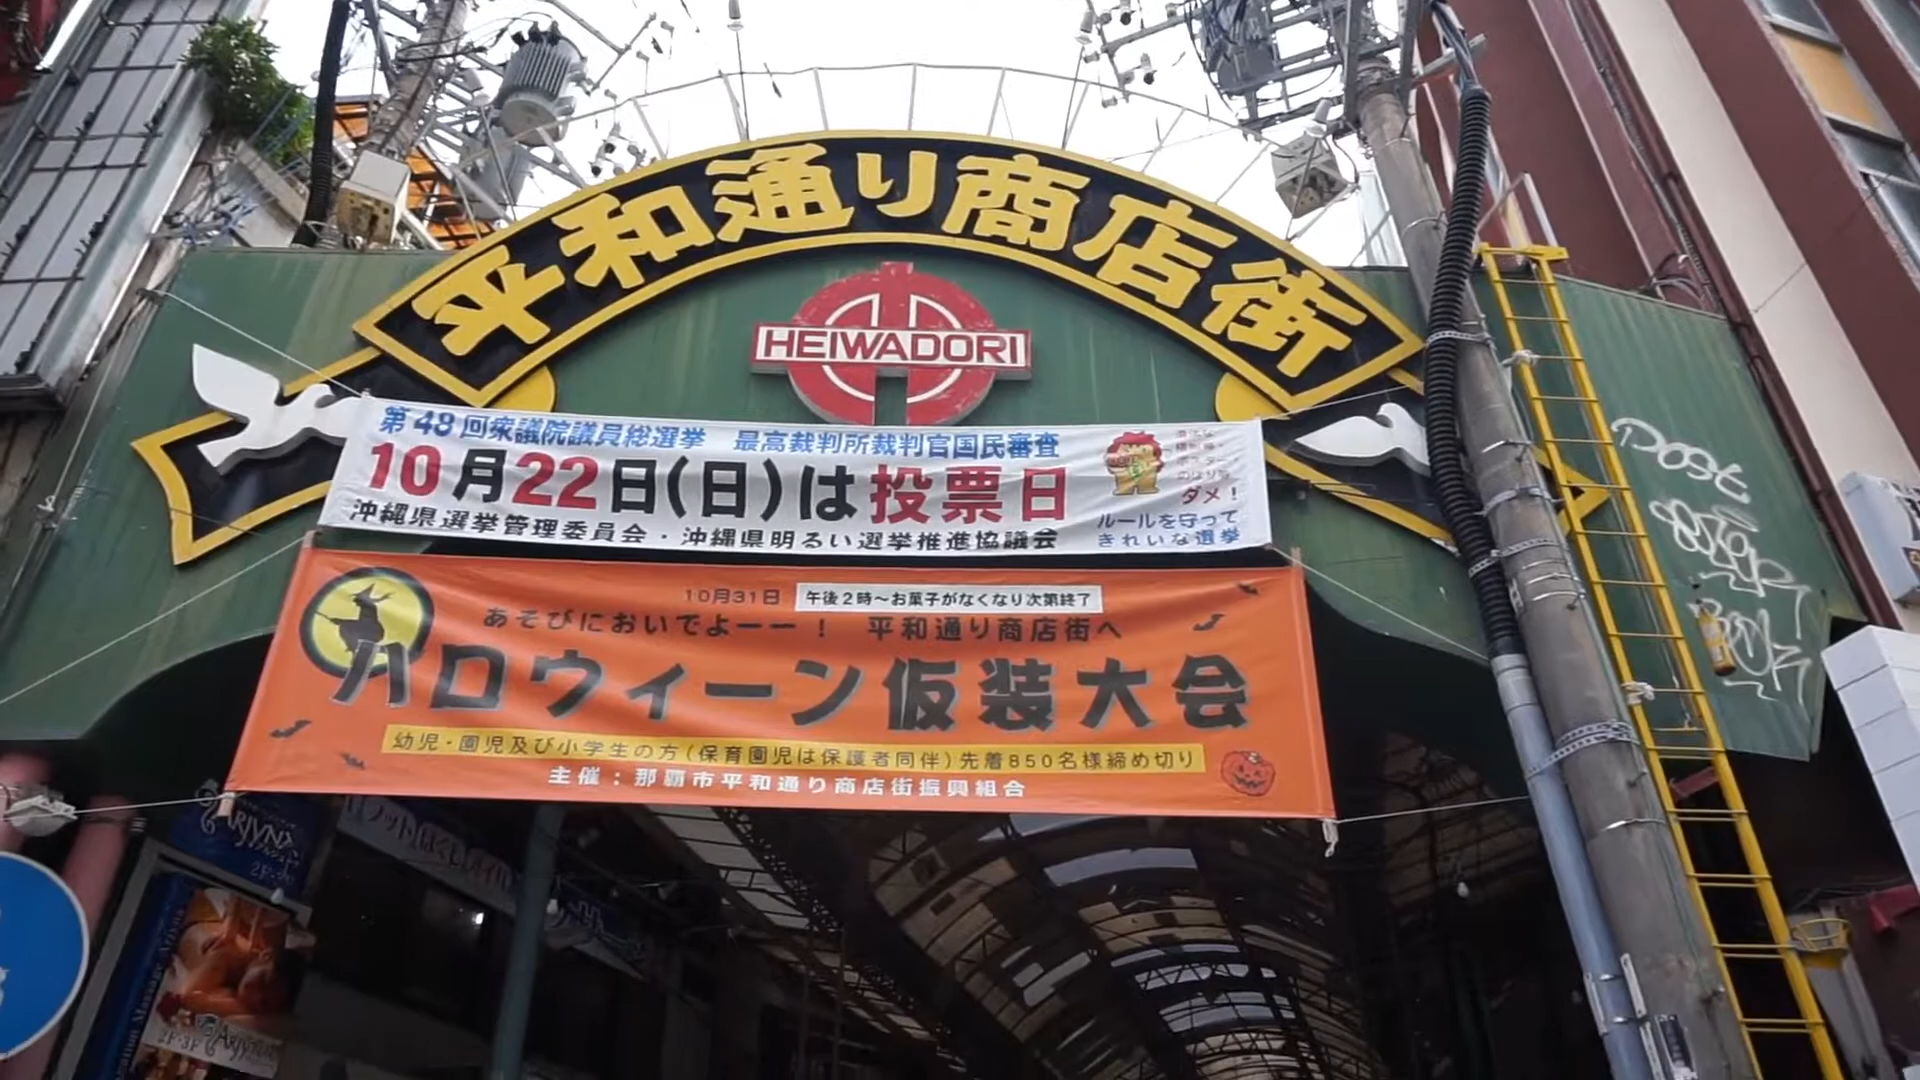 平和通り商店街
HEIWADORI
第48回衆議院議員総選挙 最高裁判所裁判官国民審査
10月22日(日)は投票日
沖縄県選挙管理委員会・沖縄県明るい選挙推進協議会
ダメ!
ルールを守って
きれいな選挙
10月31日 午後2時～お菓子がなくなり次第終了
あそびにおいでよーー! 平和通り商店街へ
ハロウィーン仮装大会
幼児・園児及び小学生の方(保育園児は保護者同伴)先着850名様締め切り
主催:那覇市平和通り商店街振興組合
2F